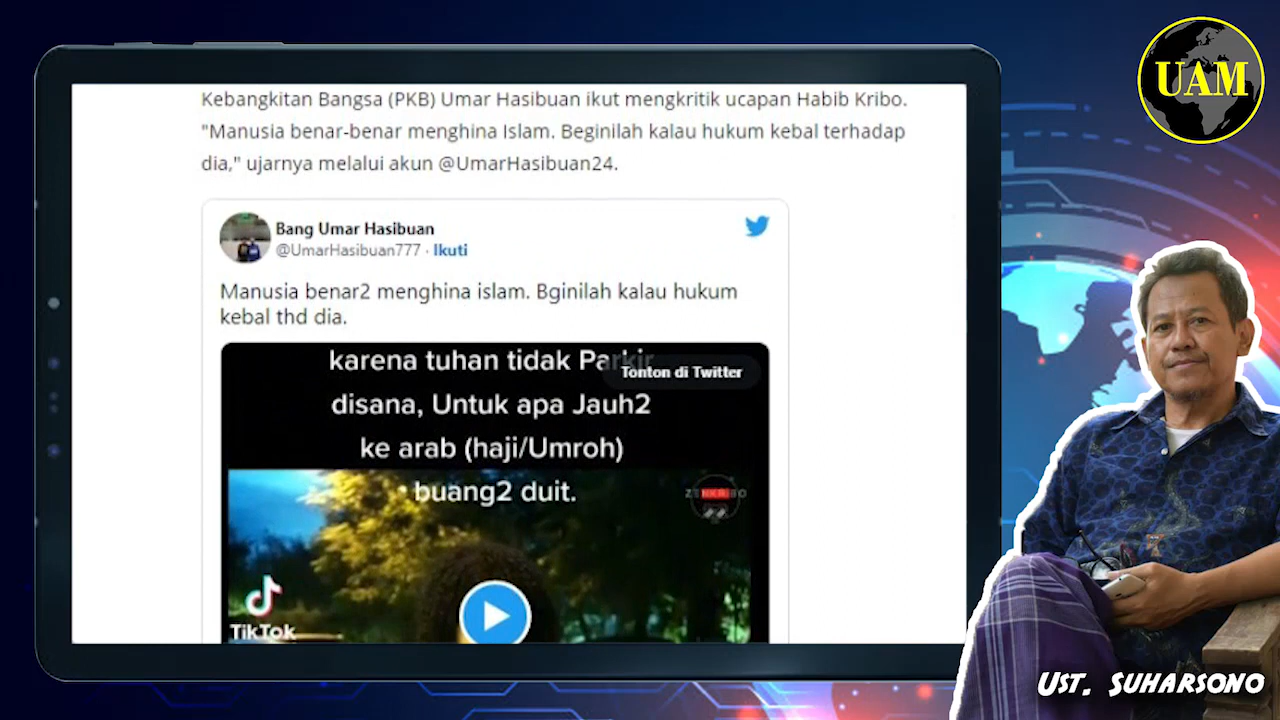 UAM
Kebangkitan Bangsa (PKB) Umar Hasibuan ikut mengkritik ucapan Habib Kribo.
"Manusia benar-benar menghina Islam. Beginilah kalau hukum kebal terhadap
dia," ujarnya melalui akun @UmarHasibuan24.
Bang Umar Hasibuan
@UmarHasibuan777 · Ikuti
Manusia benar2 menghina islam. Bginilah kalau hukum
kebal thd dia.
karena tuhan tidak Parkir
Tonton di Twitter
disana, Untuk apa Jauh2
ke arab (haji/Umroh)
buang2 duit.
ZENKRIBO
TikTok
Ust. Suharsono